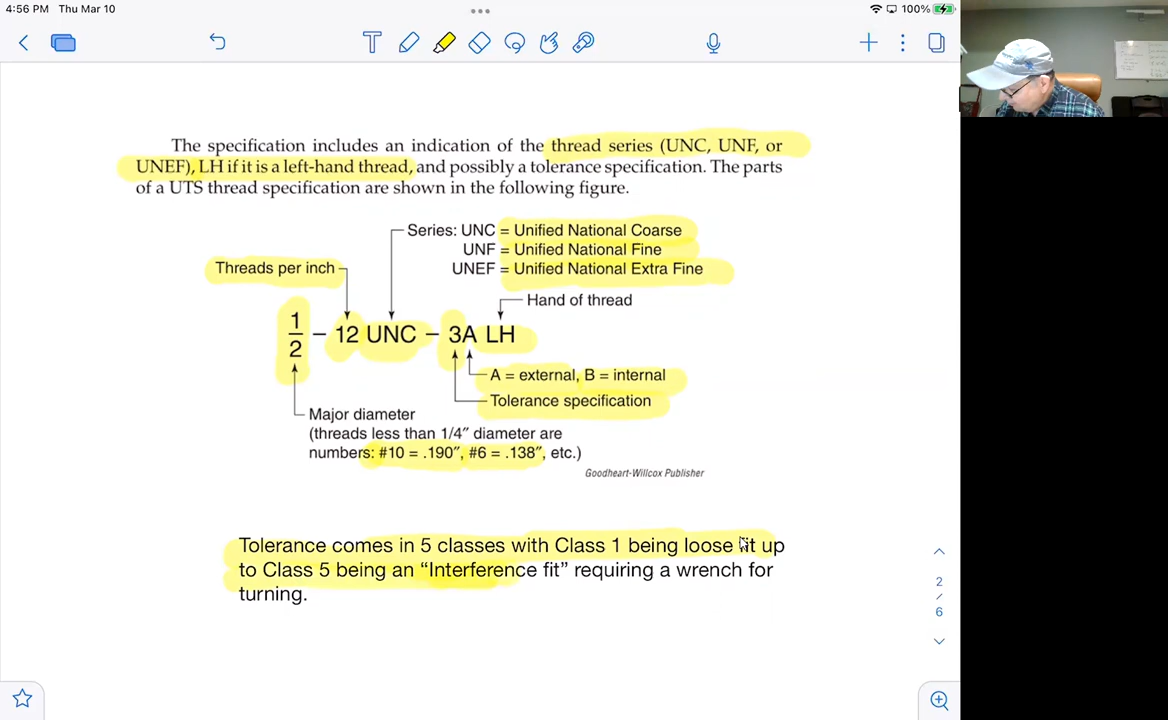 4:56 PM Thu Mar 10
100%
The specification includes an indication of the thread series (UNC, UNF, or
UNEF), LH if it is a left-hand thread, and possibly a tolerance specification. The parts
of a UTS thread specification are shown in the following figure.
Series: UNC = Unified National Coarse
UNF = Unified National Fine
UNEF = Unified National Extra Fine
Threads per inch
Hand of thread
1/2 – 12 UNC – 3A LH
A = external, B = internal
Tolerance specification
Major diameter
(threads less than 1/4″ diameter are
numbers: #10 = .190″, #6 = .138″, etc.)
Goodheart-Willcox Publisher
Tolerance comes in 5 classes with Class 1 being loose fit up
to Class 5 being an “Interference fit” requiring a wrench for
turning.
2
/
6